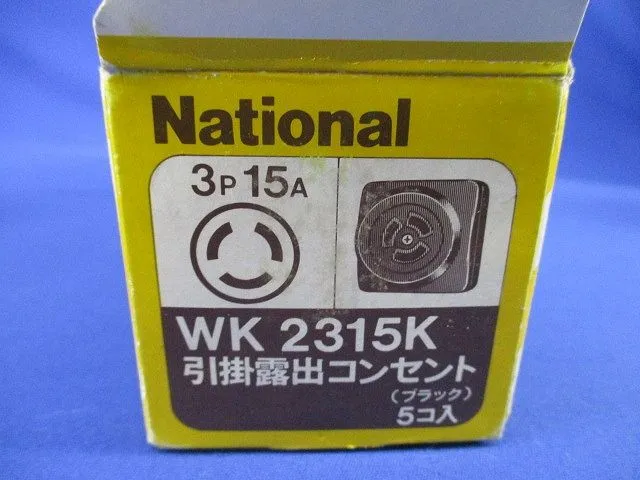 National
3P 15A
WK 2315K
引掛露出コンセント
(ブラック)
5コ入